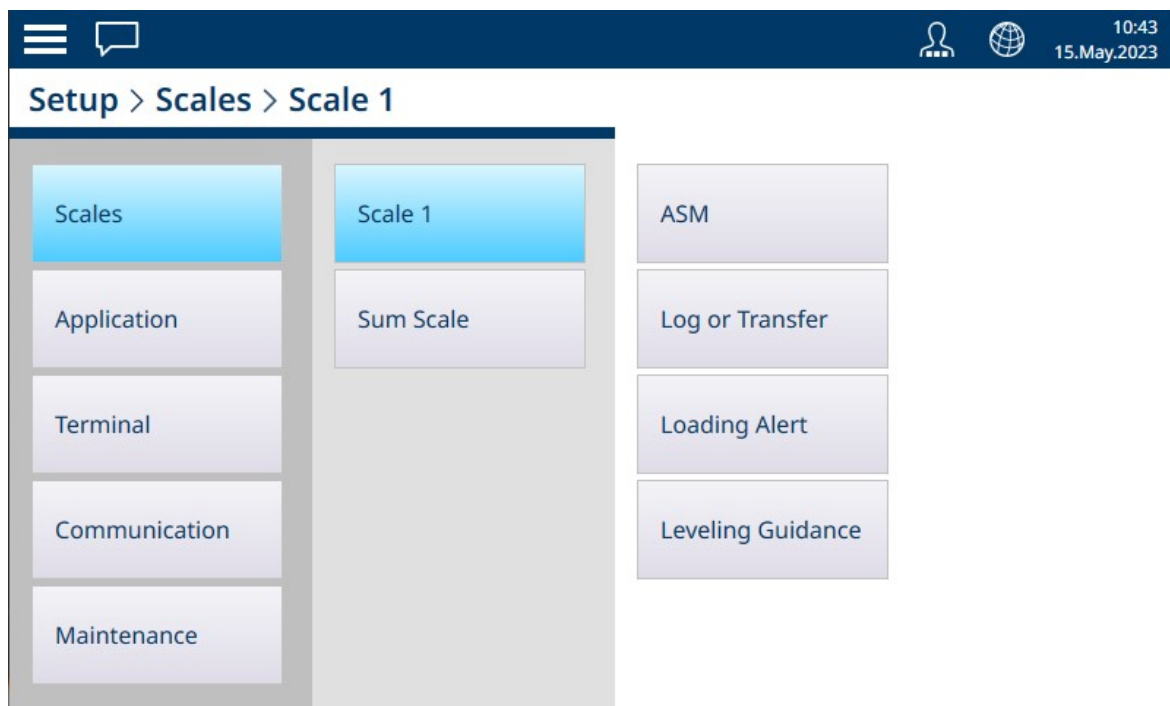 10:43
15.May.2023
Setup > Scales > Scale 1
Scales
Application
Terminal
Communication
Maintenance
Scale 1
Sum Scale
ASM
Log or Transfer
Loading Alert
Leveling Guidance